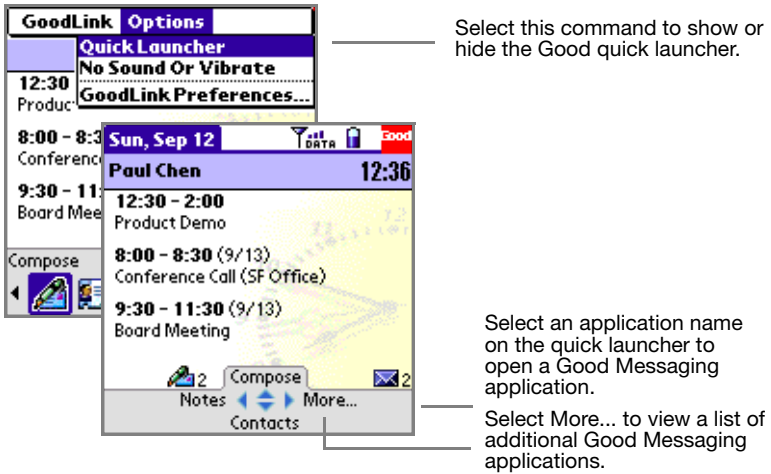 GoodLink Options
Quick Launcher
No Sound Or Vibrate
GoodLink Preferences...
12:30
Produc
8:00 - 8:3
Conferenc
9:30 - 11:
Board Mee
Compose
Select this command to show or
hide the Good quick launcher.
Sun, Sep 12 DATA Good
Paul Chen 12:36
12:30 - 2:00
Product Demo
8:00 - 8:30 (9/13)
Conference Call (SF Office)
9:30 - 11:30 (9/13)
Board Meeting
2 Compose 2
Notes More...
Contacts
Select an application name
on the quick launcher to
open a Good Messaging
application.
Select More... to view a list of
additional Good Messaging
applications.